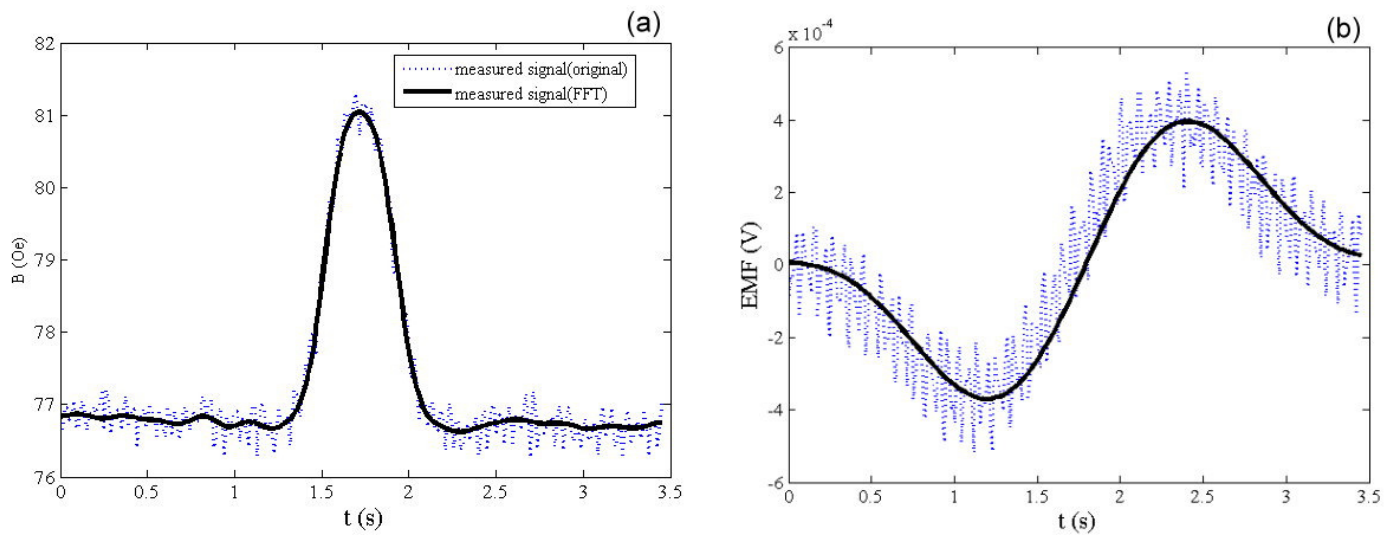 (a)
82
81
80
79
78
77
76
B (Oe)
0 0.5 1 1.5 2 2.5 3 3.5
t (s)
measured signal(original)
measured signal(FFT)
(b)
x 10-4
6
4
2
0
-2
-4
-6
EMF (V)
0 0.5 1 1.5 2 2.5 3 3.5
t (s)